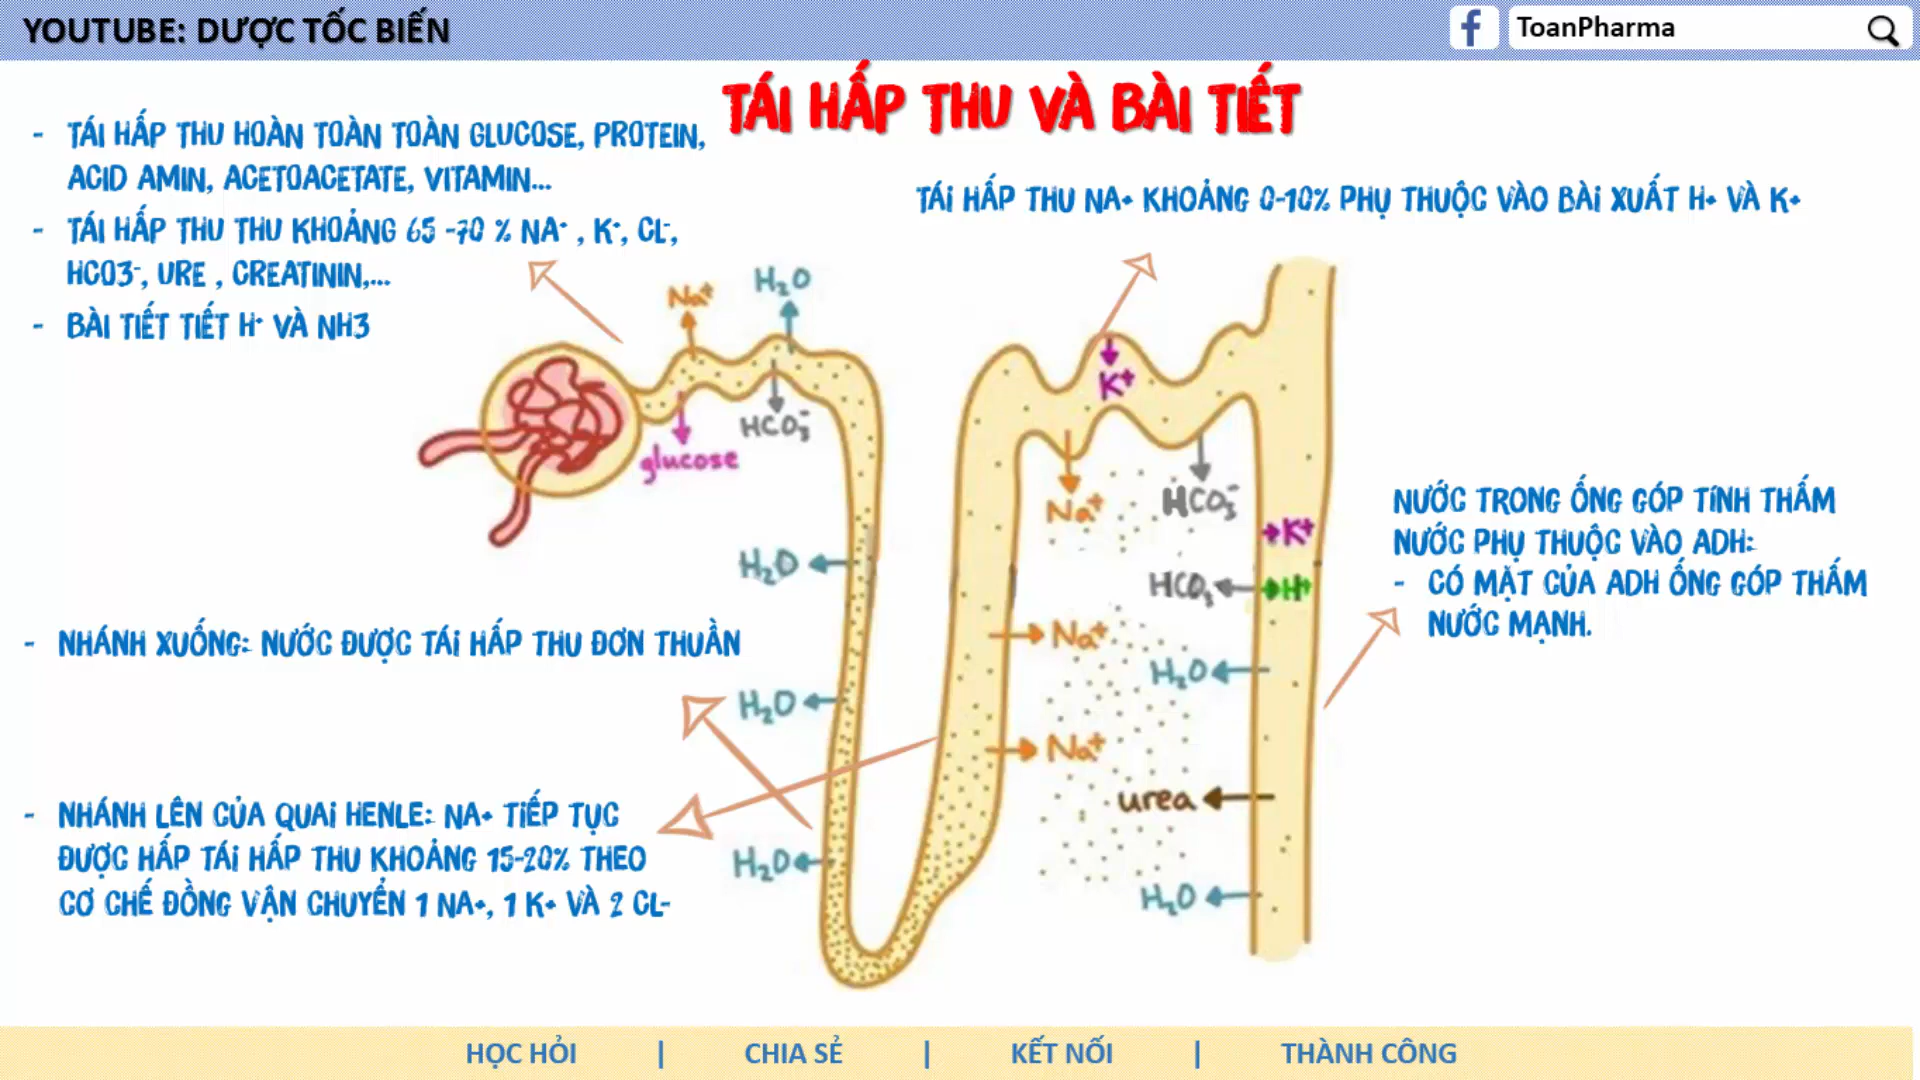 YOUTUBE: DƯỢC TỐC BIẾN
ToanPharma
TÁI HẤP THU VÀ BÀI TIẾT
- TÁI HẤP THU HOÀN TOÀN TOÀN GLUCOSE, PROTEIN,
ACID AMIN, ACETOACETATE, VITAMIN...
- TÁI HẤP THU THU KHOẢNG 65 -70 % NA⁺ , K⁺, CL⁻,
HCO3⁻, URE , CREATININ,...
- BÀI TIẾT TIẾT H⁺ VÀ NH3
TÁI HẤP THU NA+ KHOẢNG 0-10% PHỤ THUỘC VÀO BÀI XUẤT H+ VÀ K+
Na⁺
H₂O
glucose
HCO₃⁻
K⁺
Na⁺
HCO₃⁻
K⁺
HCO₃
H⁺
NƯỚC TRONG ỐNG GÓP TÍNH THẤM
NƯỚC PHỤ THUỘC VÀO ADH:
- CÓ MẶT CỦA ADH ỐNG GÓP THẤM
NƯỚC MẠNH.
H₂O
Na⁺
H₂O
- NHÁNH XUỐNG: NƯỚC ĐƯỢC TÁI HẤP THU ĐƠN THUẦN
H₂O
Na⁺
urea
- NHÁNH LÊN CỦA QUAI HENLE: NA+ TIẾP TỤC
ĐƯỢC HẤP TÁI HẤP THU KHOẢNG 15-20% THEO
CƠ CHẾ ĐỒNG VẬN CHUYỂN 1 NA+, 1 K+ VÀ 2 CL-
H₂O
H₂O
HỌC HỎI | CHIA SẺ | KẾT NỐI | THÀNH CÔNG